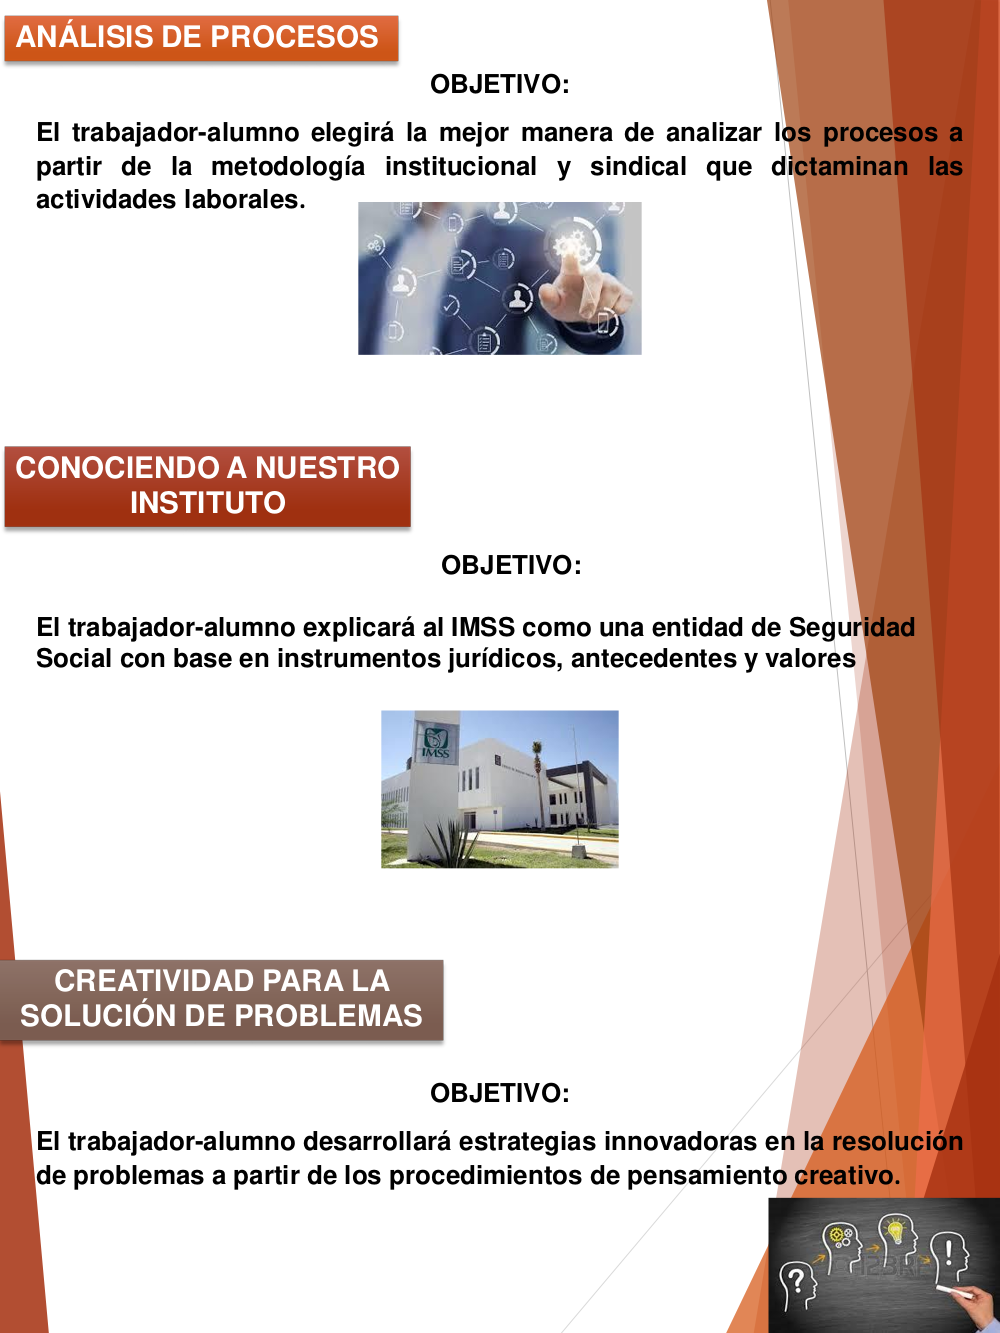 ANÁLISIS DE PROCESOS
OBJETIVO:
El trabajador-alumno elegirá la mejor manera de analizar los procesos a
partir de la metodología institucional y sindical que dictaminan las
actividades laborales.
CONOCIENDO A NUESTRO
INSTITUTO
OBJETIVO:
El trabajador-alumno explicará al IMSS como una entidad de Seguridad
Social con base en instrumentos jurídicos, antecedentes y valores
IMSS
CREATIVIDAD PARA LA
SOLUCIÓN DE PROBLEMAS
OBJETIVO:
El trabajador-alumno desarrollará estrategias innovadoras en la resolución
de problemas a partir de los procedimientos de pensamiento creativo.
?
!